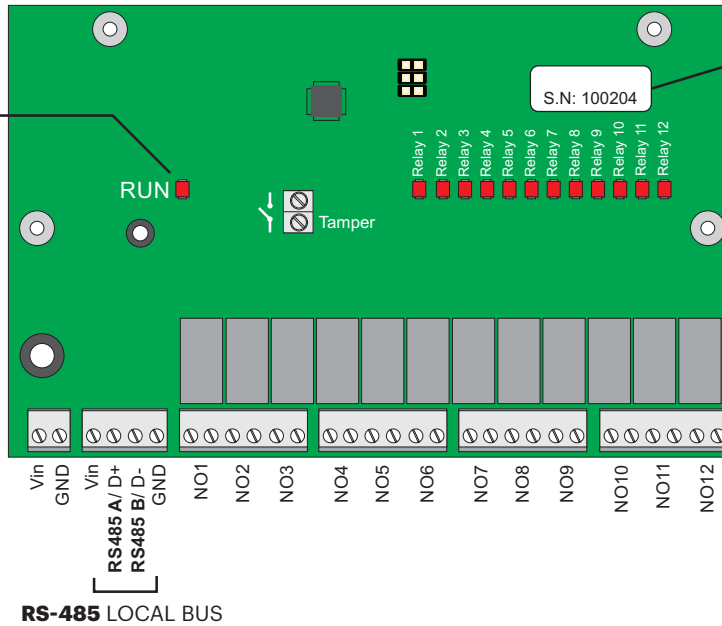 S.N: 100204
Relay 1
Relay 2
Relay 3
Relay 4
Relay 5
Relay 6
Relay 7
Relay 8
Relay 9
Relay 10
Relay 11
Relay 12
RUN
Tamper
Vin
GND
Vin
RS485 A/ D+
RS485 B/ D-
GND
NO1
NO2
NO3
NO4
NO5
NO6
NO7
NO8
NO9
NO10
NO11
NO12
RS-485 LOCAL BUS